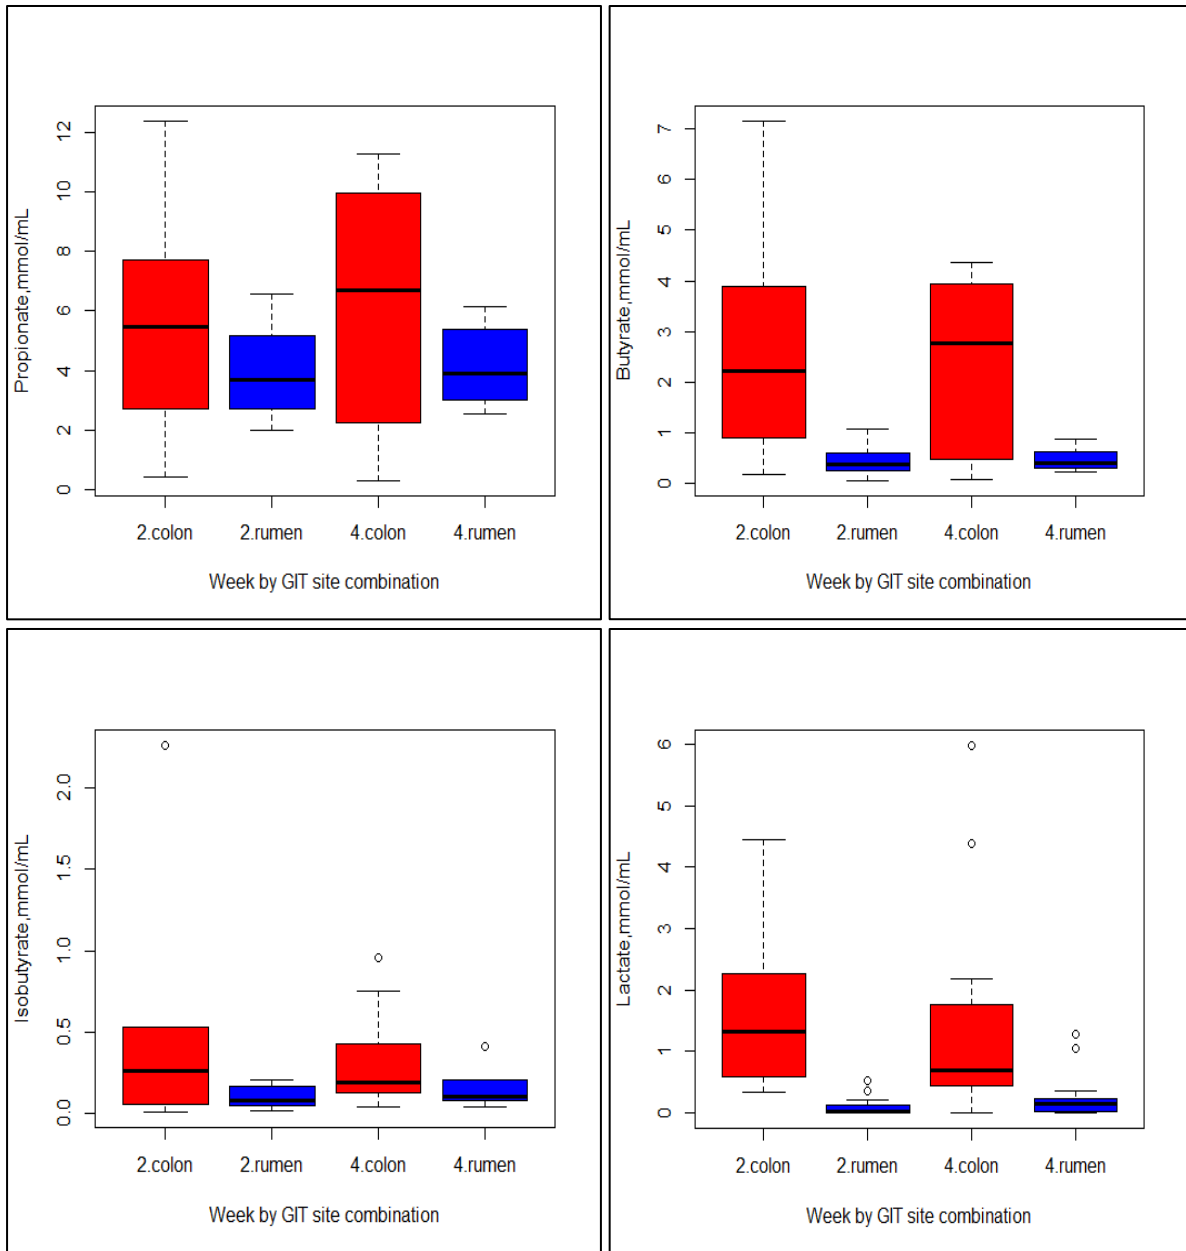 Propionate,mmol/mL
12
10
8
6
4
2
0
2.colon 2.rumen 4.colon 4.rumen
Week by GIT site combination
Butyrate,mmol/mL
7
6
5
4
3
2
1
0
2.colon 2.rumen 4.colon 4.rumen
Week by GIT site combination
Isobutyrate,mmol/mL
2.0
1.5
1.0
0.5
0.0
2.colon 2.rumen 4.colon 4.rumen
Week by GIT site combination
Lactate,mmol/mL
6
5
4
3
2
1
0
2.colon 2.rumen 4.colon 4.rumen
Week by GIT site combination